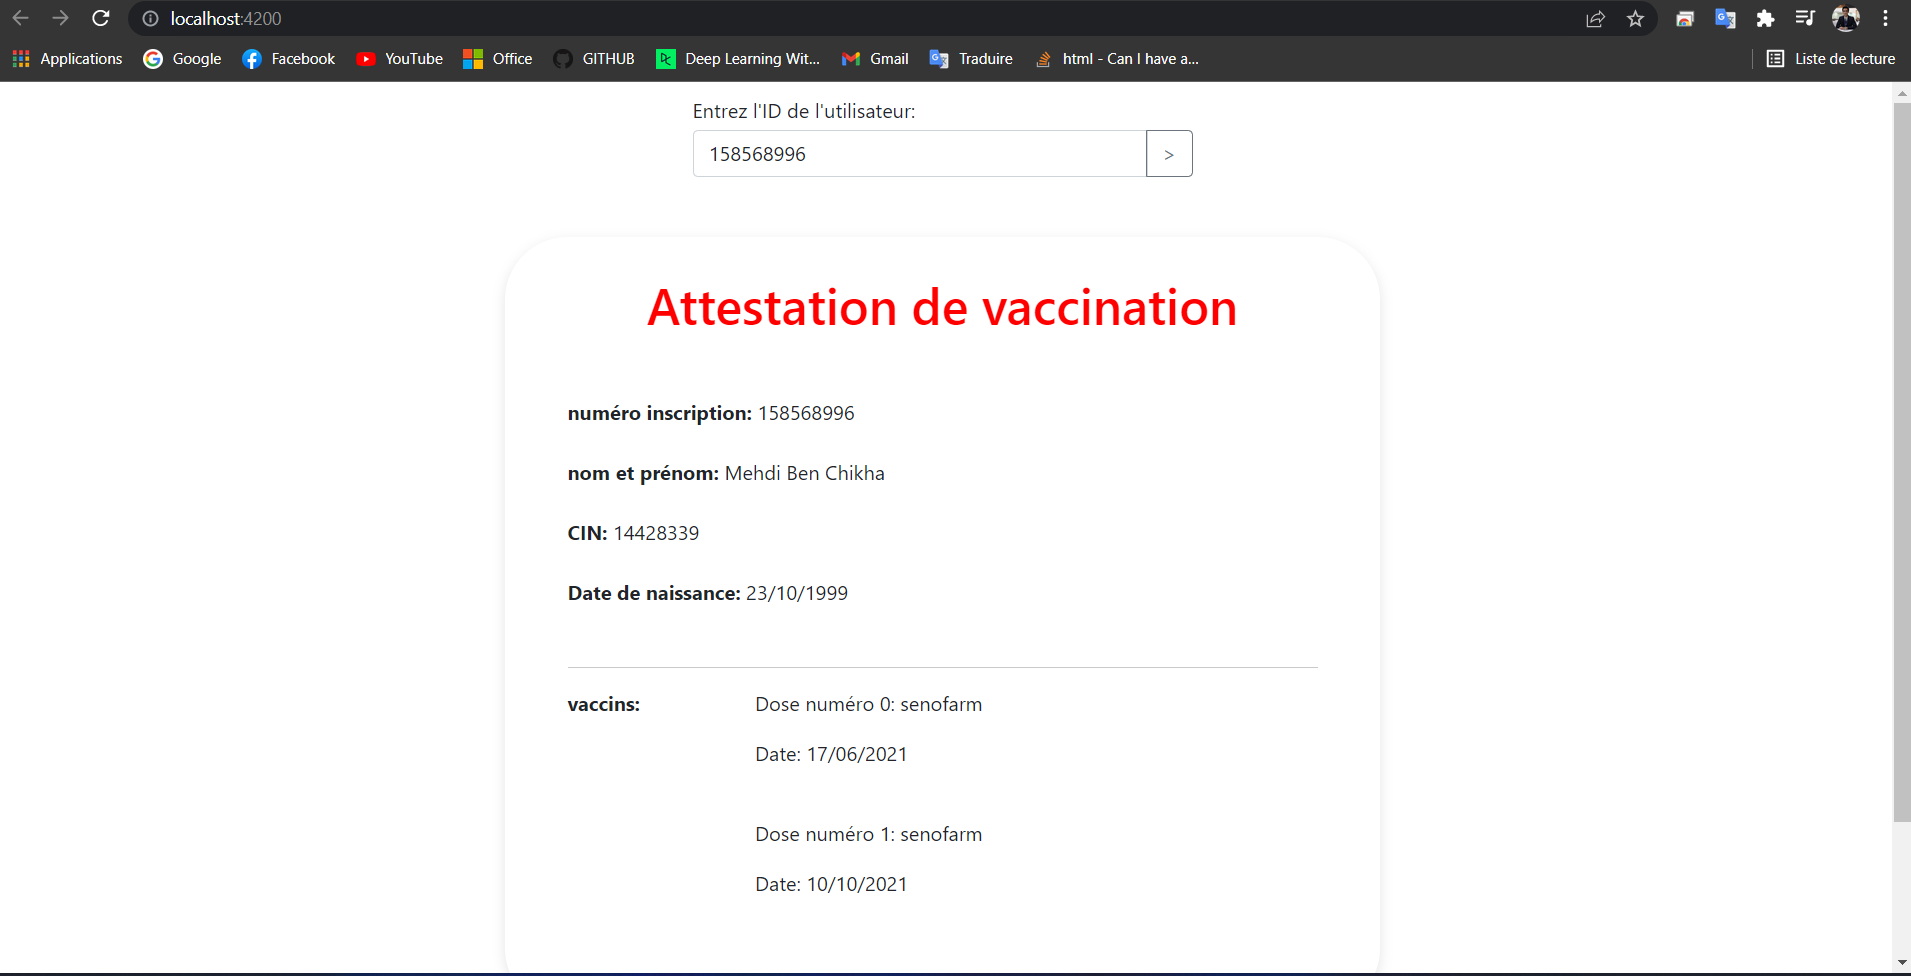 localhost:4200
Applications Google Facebook YouTube Office GITHUB Deep Learning Wit... Gmail Traduire html - Can I have a... Liste de lecture
Entrez l'ID de l'utilisateur:
158568996 >
Attestation de vaccination
numéro inscription: 158568996
nom et prénom: Mehdi Ben Chikha
CIN: 14428339
Date de naissance: 23/10/1999
vaccins: Dose numéro 0: senofarm
Date: 17/06/2021
Dose numéro 1: senofarm
Date: 10/10/2021